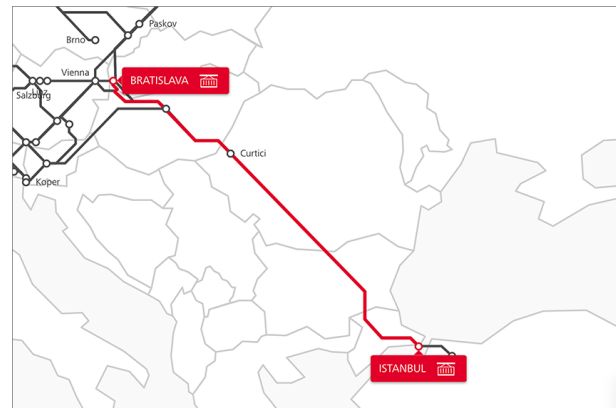 Paskov
Brno
Vienna
BRATISLAVA
Linz
Salzburg
Curtici
Koper
ISTANBUL